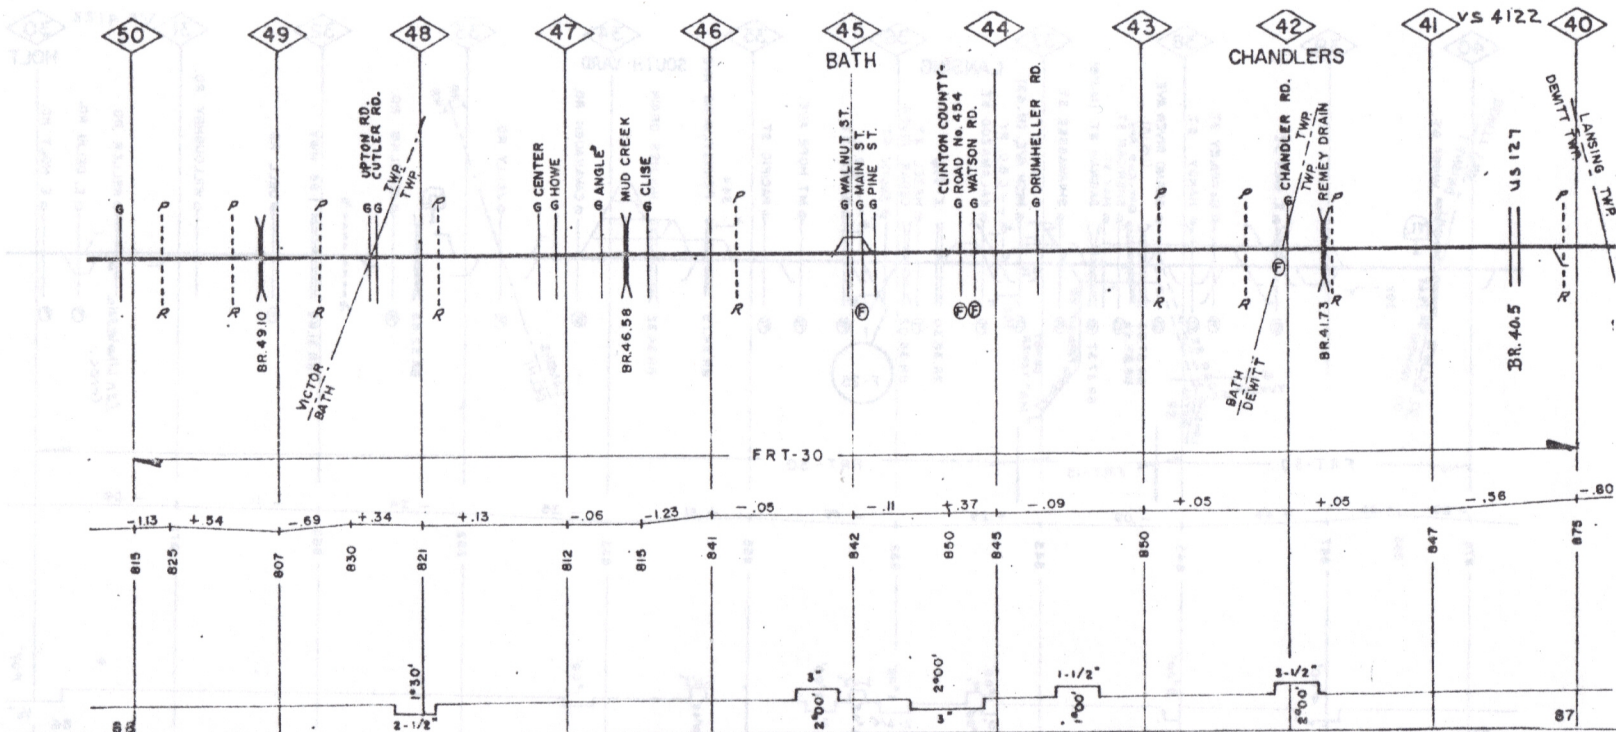 50
49
48
47
46
45
44
43
42
41
VS 4122
40
BATH
CHANDLERS
G
P
P
P
UPTON RD.
CUTLER RD.
G
G
TWP.
TWP.
P
G CENTER
G HOWE
G ANGLE
MUD CREEK
G CLISE
P
G WALNUT ST.
G MAIN ST.
G PINE ST.
CLINTON COUNTY-
G ROAD No. 454
G WATSON RD.
G DRUMHELLER RD.
P
P
G CHANDLER RD.
TWP.
TWP.
REMEY DRAIN
P
US 127
P
DEWITT TWP.
LANSING TWP.
R
R
BR. 49.10
R
R
VICTOR
BATH
BR. 46.58
R
F
F
F
R
R
F
BATH
DEWITT
BR. 41.73
R
BR. 40.5
R
FRT-30
-1.13
+.54
-.69
+.34
+.13
-.06
-1.23
-.05
-.11
+.37
-.09
+.05
+.05
-.56
-.80
815
825
807
830
821
812
815
841
842
850
845
850
847
875
1°30'
2-1/2"
3"
2°00'
2°00'
3"
1-1/2"
1°00'
3-1/2"
2°00'
87